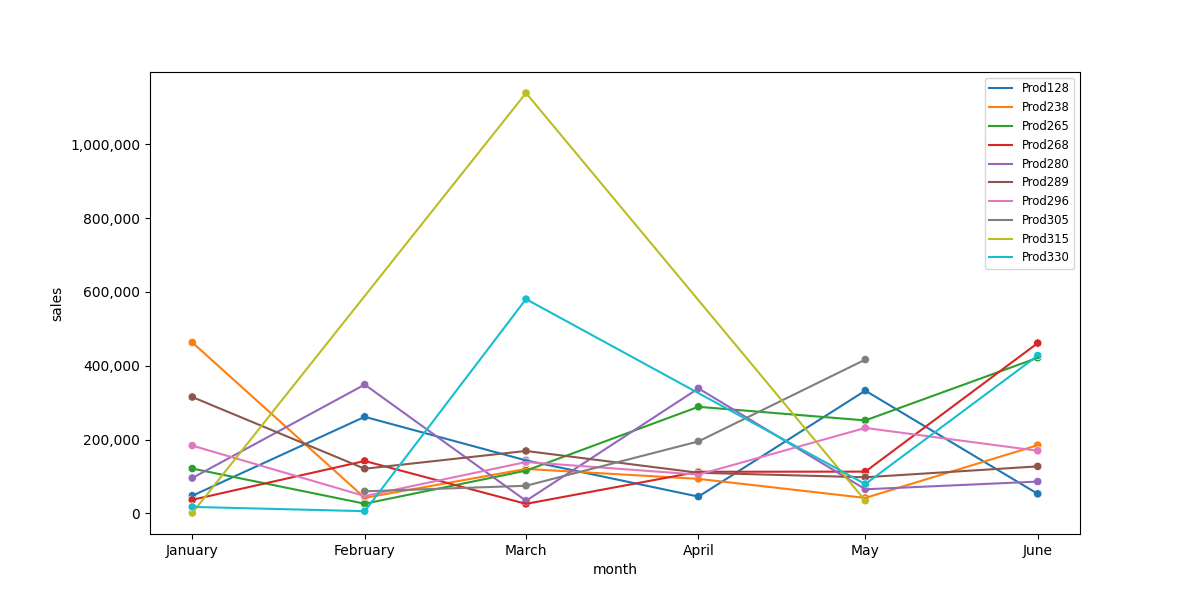 Prod128
Prod238
Prod265
Prod268
Prod280
Prod289
Prod296
Prod305
Prod315
Prod330
1,000,000
800,000
600,000
400,000
200,000
0
sales
January February March April May June
month